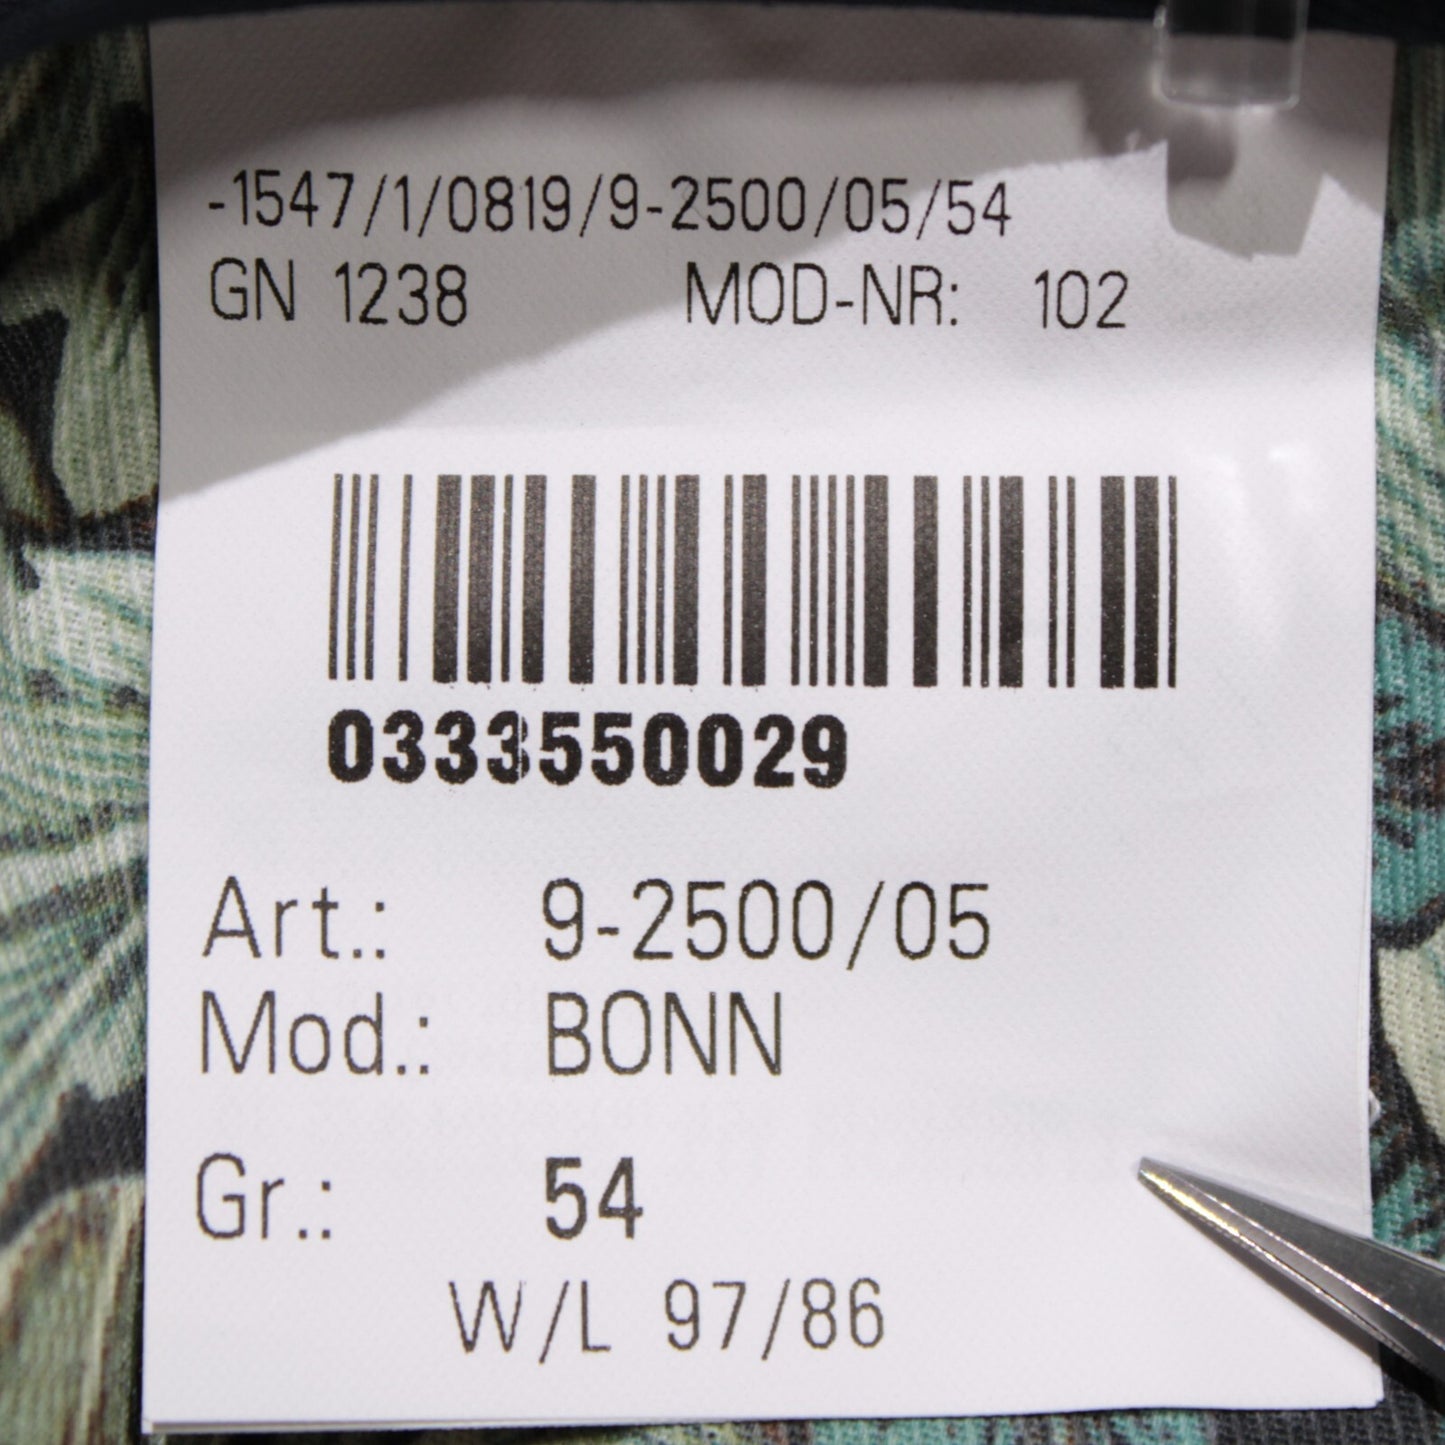 -1547/1/0819/9-2500/05/54
GN 1238 MOD-NR: 102
0333550029
Art.: 9-2500/05
Mod.: BONN
Gr.: 54
W/L 97/86